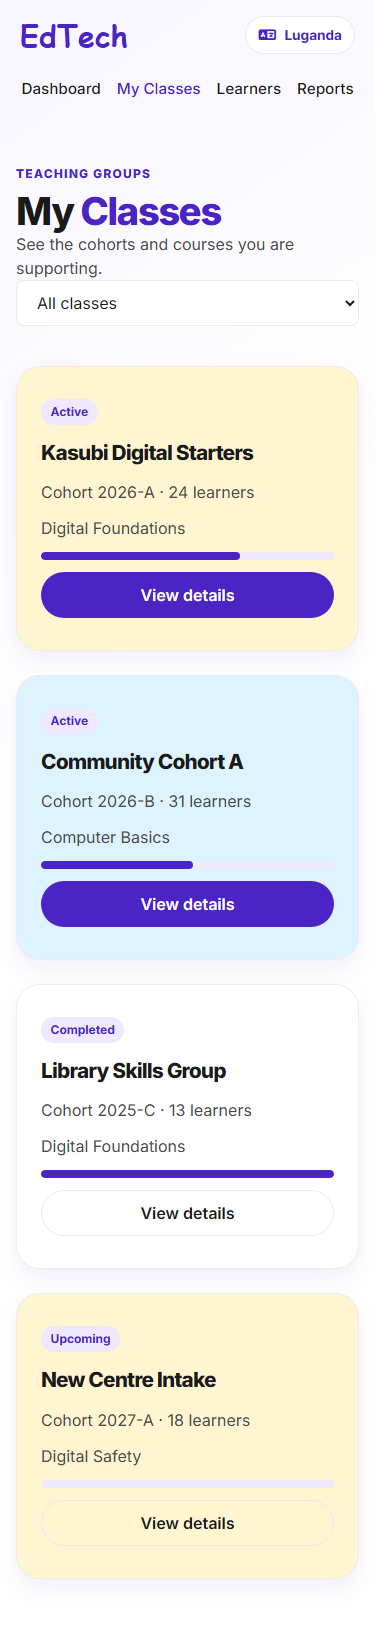 EdTech
Luganda
Dashboard My Classes Learners Reports
TEACHING GROUPS
My Classes
See the cohorts and courses you are
supporting.
All classes
Active
Kasubi Digital Starters
Cohort 2026-A · 24 learners
Digital Foundations
View details
Active
Community Cohort A
Cohort 2026-B · 31 learners
Computer Basics
View details
Completed
Library Skills Group
Cohort 2025-C · 13 learners
Digital Foundations
View details
Upcoming
New Centre Intake
Cohort 2027-A · 18 learners
Digital Safety
View details